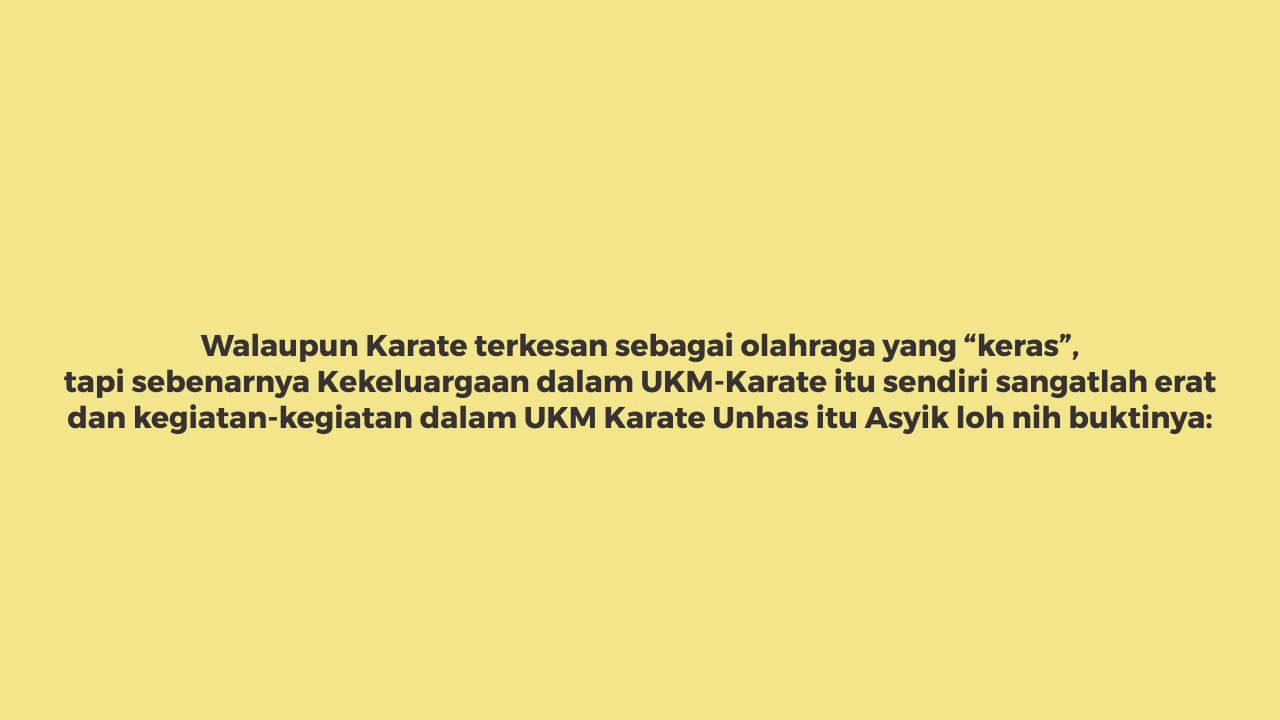 Walaupun Karate terkesan sebagai olahraga yang “keras”,
tapi sebenarnya Kekeluargaan dalam UKM-Karate itu sendiri sangatlah erat
dan kegiatan-kegiatan dalam UKM Karate Unhas itu Asyik loh nih buktinya: